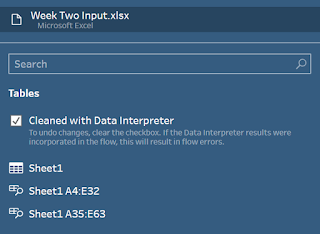 Week Two Input.xlsx
Microsoft Excel
Search
Tables
Cleaned with Data Interpreter
To undo changes, clear the checkbox. If the Data Interpreter results were
incorporated in the flow, this will result in flow errors.
Sheet1
Sheet1 A4:E32
Sheet1 A35:E63